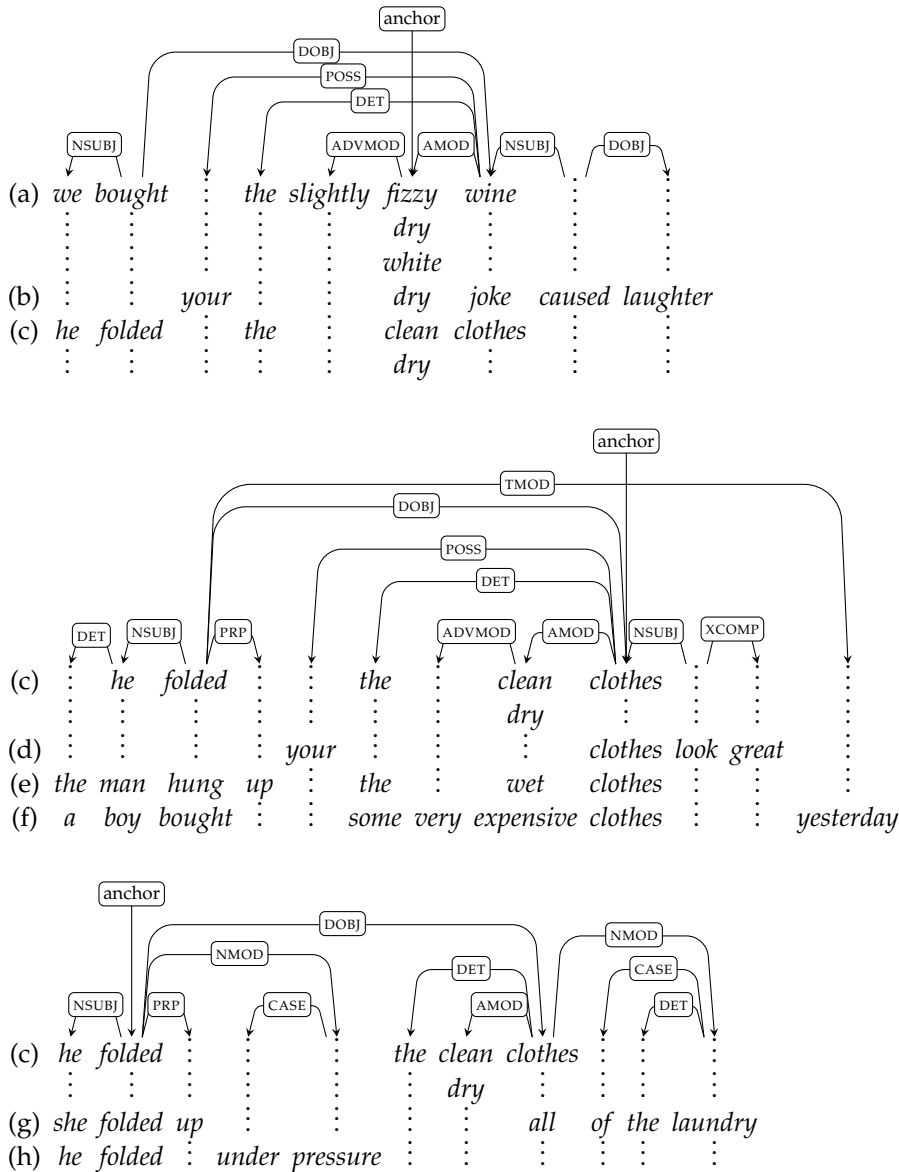 anchor
DOBJ
POSS
DET
NSUBJ ADVMOD AMOD NSUBJ DOBJ
(a) we bought the slightly fizzy wine
dry
white
(b) your dry joke caused laughter
(c) he folded the clean clothes
dry
anchor
TMOD
DOBJ
POSS
DET
DET NSUBJ PRP ADVMOD AMOD NSUBJ XCOMP
(c) he folded the clean clothes
dry
(d) your clothes look great
(e) the man hung up the wet clothes
(f) a boy bought some very expensive clothes yesterday
anchor
DOBJ
NMOD NMOD
DET CASE
NSUBJ PRP CASE AMOD DET
(c) he folded the clean clothes
dry
(g) she folded up all of the laundry
(h) he folded under pressure